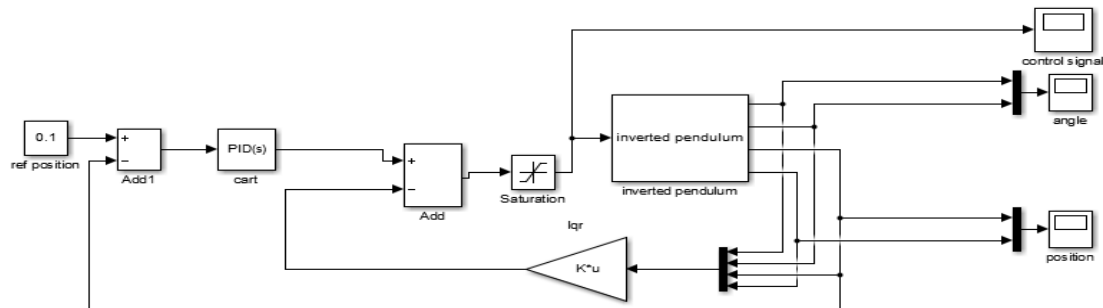 control signal
angle
0.1
ref position
+
−
Add1
PID(s)
cart
+
−
Add
Saturation
inverted pendulum
inverted pendulum
lqr
K*u
position